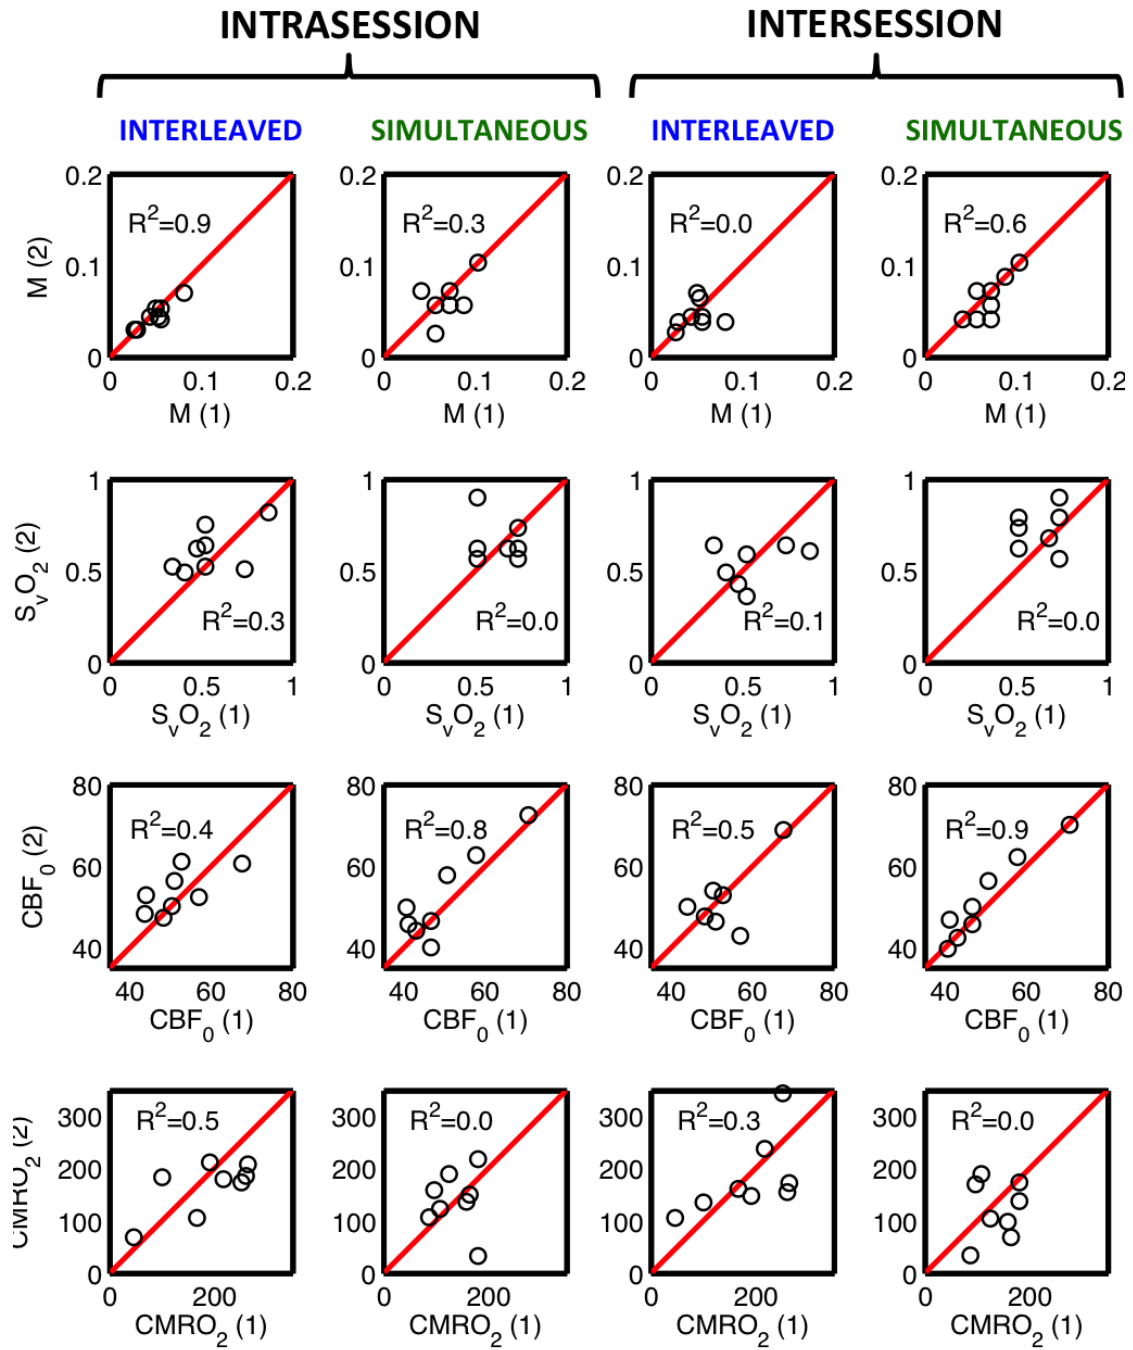 INTRASESSION INTERSESSION
INTERLEAVED SIMULTANEOUS INTERLEAVED SIMULTANEOUS
0.2 0.2 0.2 0.2
R²=0.9 R²=0.3 R²=0.0 R²=0.6
M (2)
0.1 0.1 0.1 0.1
0 0 0 0
0 0.1 0.2 0 0.1 0.2 0 0.1 0.2 0 0.1 0.2
M (1) M (1) M (1) M (1)
1 1 1 1
SᵥO₂ (2)
0.5 0.5 0.5 0.5
R²=0.3 R²=0.0 R²=0.1 R²=0.0
0 0 0 0
0 0.5 1 0 0.5 1 0 0.5 1 0 0.5 1
SᵥO₂ (1) SᵥO₂ (1) SᵥO₂ (1) SᵥO₂ (1)
80 80 80 80
R²=0.4 R²=0.8 R²=0.5 R²=0.9
CBF₀ (2)
60 60 60 60
40 40 40 40
40 60 80 40 60 80 40 60 80 40 60 80
CBF₀ (1) CBF₀ (1) CBF₀ (1) CBF₀ (1)
300 300 300 300
R²=0.5 R²=0.0 R²=0.3 R²=0.0
CMRO₂ (2)
200 200 200 200
100 100 100 100
0 0 0 0
0 200 0 200 0 200 0 200
CMRO₂ (1) CMRO₂ (1) CMRO₂ (1) CMRO₂ (1)